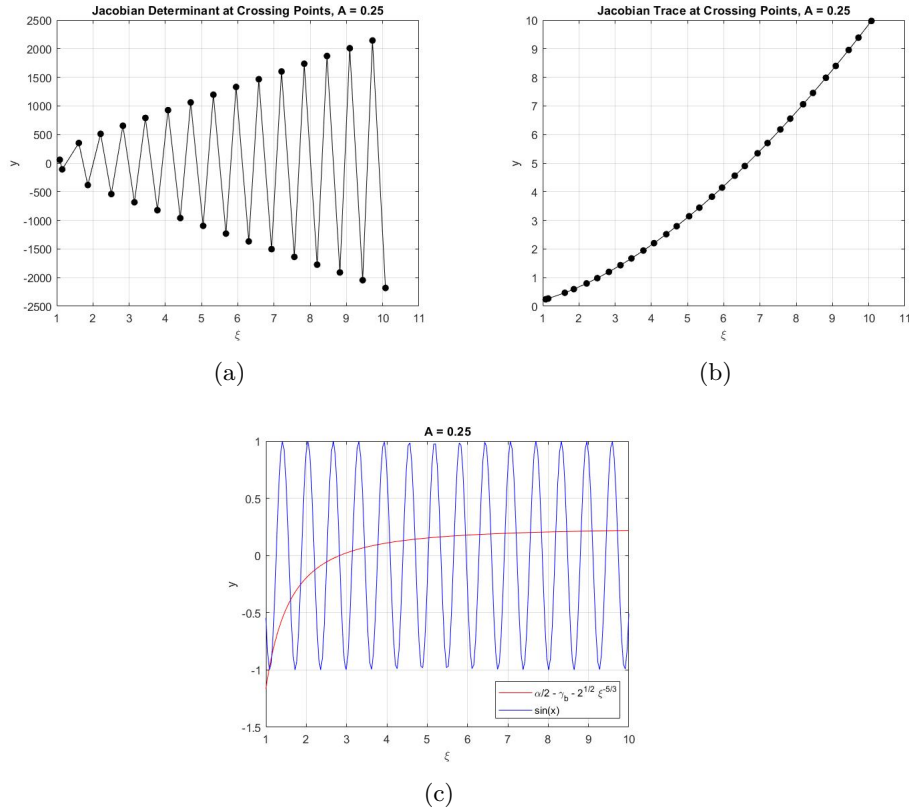 Jacobian Determinant at Crossing Points, A = 0.25
2500
2000
1500
1000
500
0
-500
-1000
-1500
-2000
-2500
y
1 2 3 4 5 6 7 8 9 10 11
ξ
(a)
Jacobian Trace at Crossing Points, A = 0.25
10
9
8
7
6
5
4
3
2
1
0
y
1 2 3 4 5 6 7 8 9 10 11
ξ
(b)
A = 0.25
1
0.5
0
-0.5
-1
-1.5
y
α/2 - γ_b - 2^{1/2} ξ^{-5/3}
sin(x)
1 2 3 4 5 6 7 8 9 10
ξ
(c)